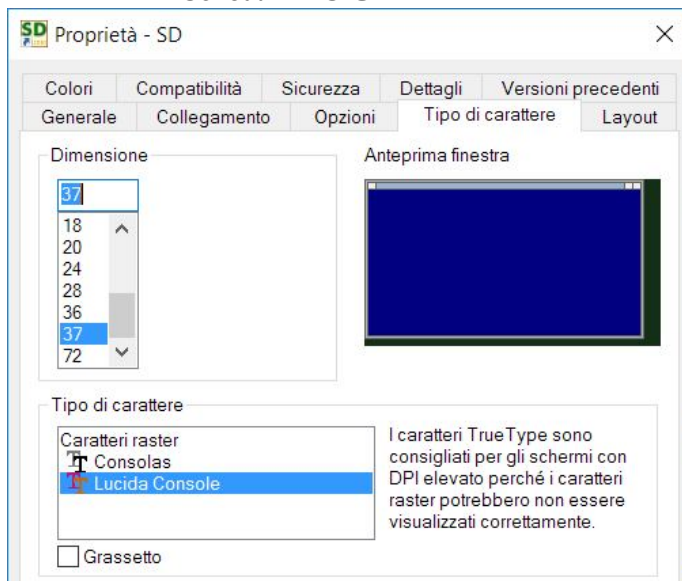 SD Proprietà - SD
Colori Compatibilità Sicurezza Dettagli Versioni precedenti
Generale Collegamento Opzioni Tipo di carattere Layout
Dimensione
37
18
20
24
28
36
37
72
Anteprima finestra
Tipo di carattere
Caratteri raster
Consolas
Lucida Console
Grassetto
I caratteri TrueType sono
consigliati per gli schermi con
DPI elevato perché i caratteri
raster potrebbero non essere
visualizzati correttamente.